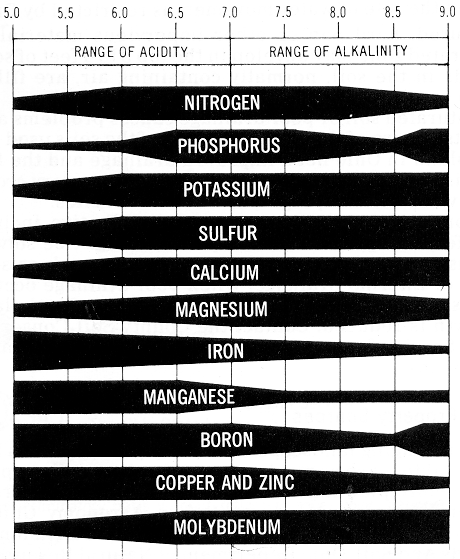 5.0 5.5 6.0 6.5 7.0 7.5 8.0 8.5 9.0
RANGE OF ACIDITY RANGE OF ALKALINITY
NITROGEN
PHOSPHORUS
POTASSIUM
SULFUR
CALCIUM
MAGNESIUM
IRON
MANGANESE
BORON
COPPER AND ZINC
MOLYBDENUM